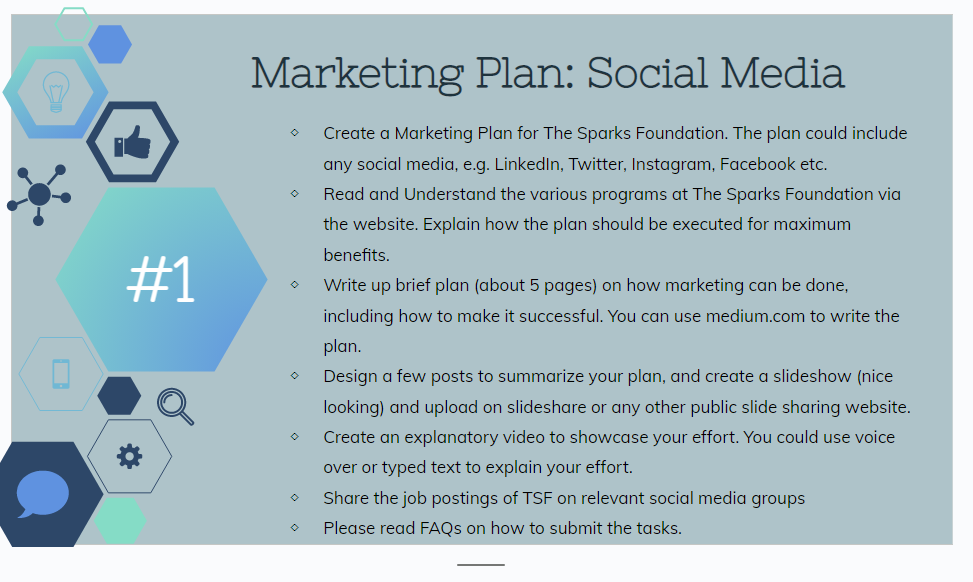 Marketing Plan: Social Media
Create a Marketing Plan for The Sparks Foundation. The plan could include
any social media, e.g. LinkedIn, Twitter, Instagram, Facebook etc.
Read and Understand the various programs at The Sparks Foundation via
the website. Explain how the plan should be executed for maximum
benefits.
#1
Write up brief plan (about 5 pages) on how marketing can be done,
including how to make it successful. You can use medium.com to write the
plan.
Design a few posts to summarize your plan, and create a slideshow (nice
looking) and upload on slideshare or any other public slide sharing website.
Create an explanatory video to showcase your effort. You could use voice
over or typed text to explain your effort.
Share the job postings of TSF on relevant social media groups
Please read FAQs on how to submit the tasks.